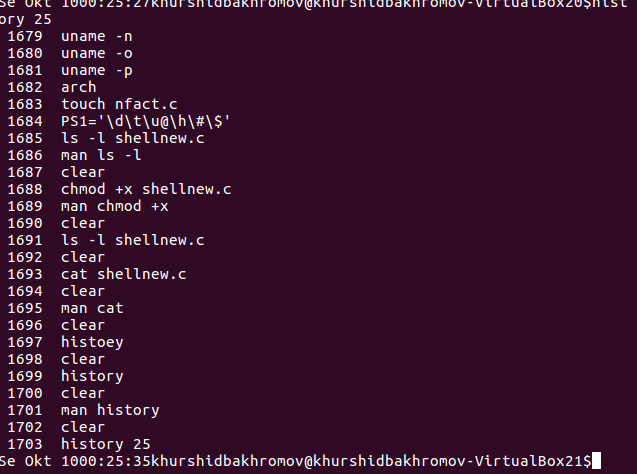 Se Okt 1000:25:27khurshidbakhromov@khurshidbakhromov-VirtualBox20$hist
ory 25
1679 uname -n
1680 uname -o
1681 uname -p
1682 arch
1683 touch nfact.c
1684 PS1='\d\t\u@\h\#\$'
1685 ls -l shellnew.c
1686 man ls -l
1687 clear
1688 chmod +x shellnew.c
1689 man chmod +x
1690 clear
1691 ls -l shellnew.c
1692 clear
1693 cat shellnew.c
1694 clear
1695 man cat
1696 clear
1697 histoey
1698 clear
1699 history
1700 clear
1701 man history
1702 clear
1703 history 25
Se Okt 1000:25:35khurshidbakhromov@khurshidbakhromov-VirtualBox21$